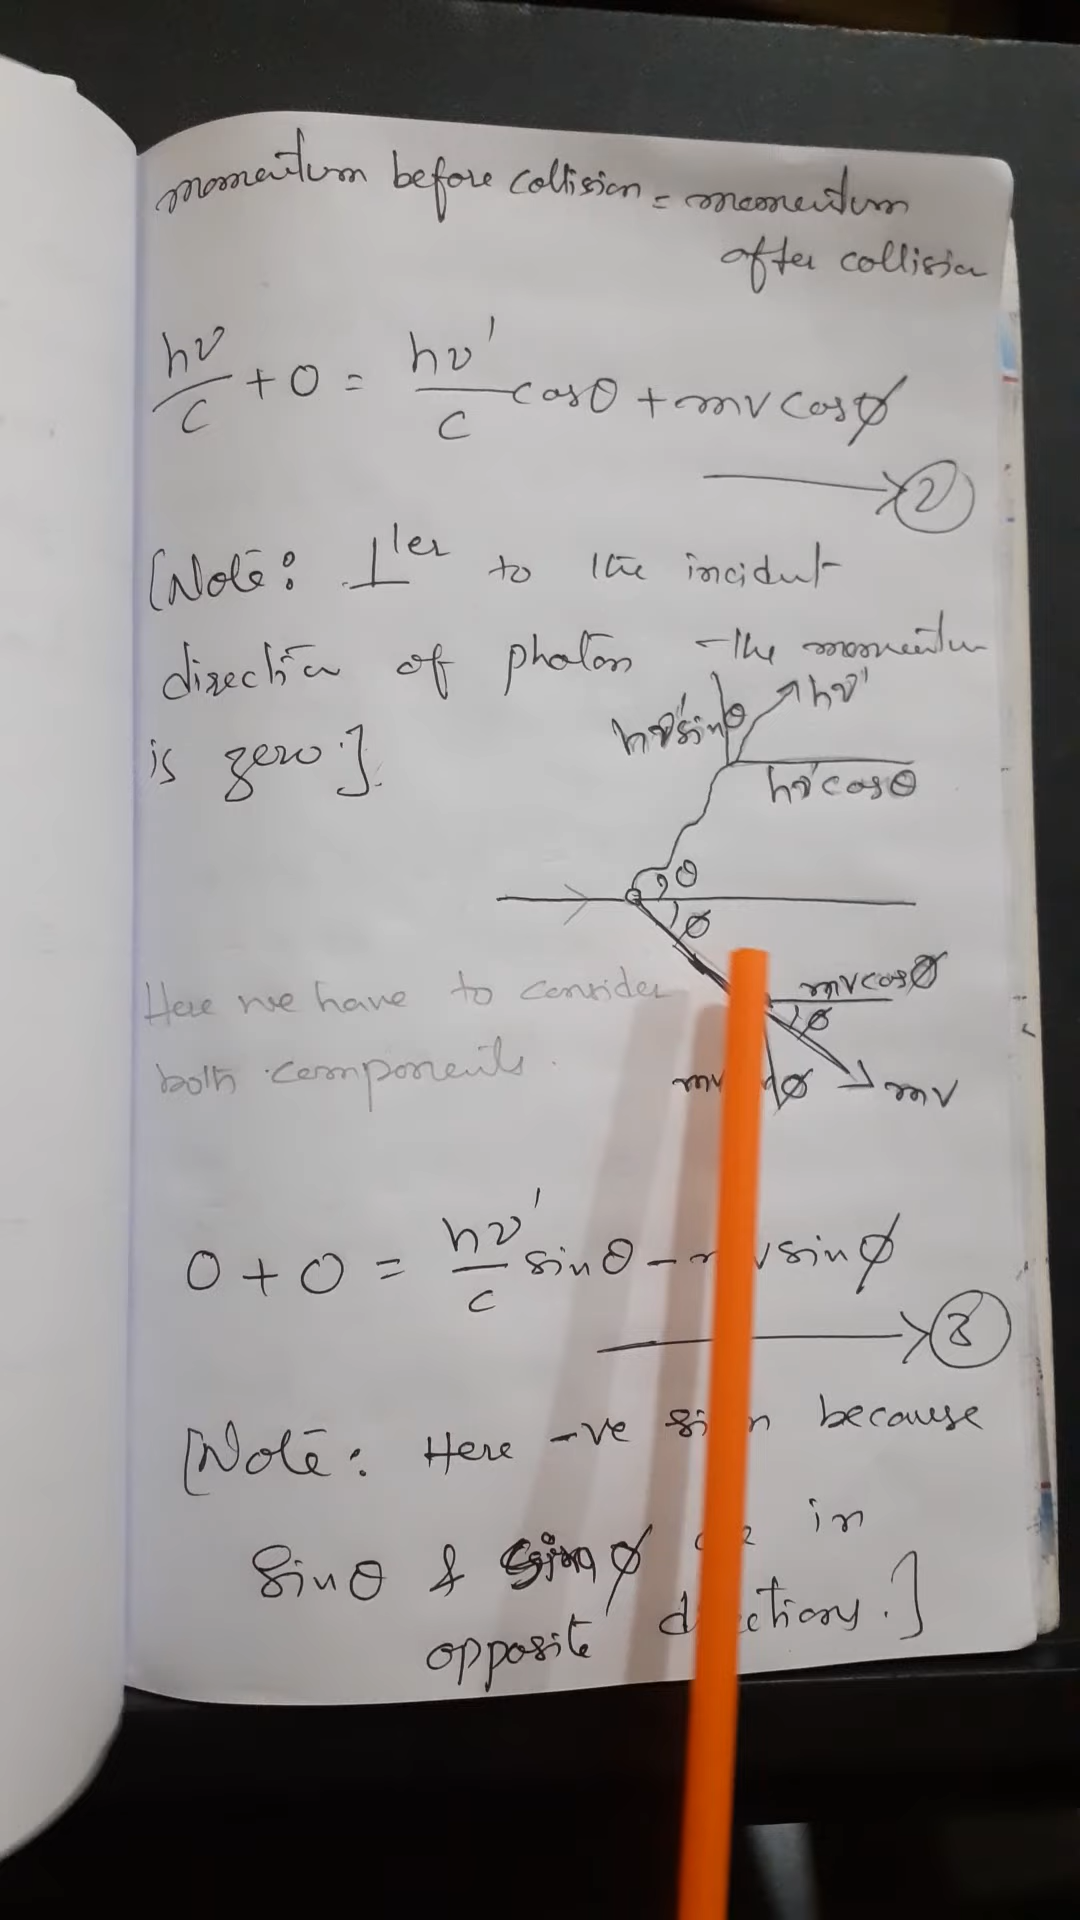 momentum before collision = momentum
after collision
hν/c + 0 = hν'/c cosθ + mv cosϕ
→ 2
[Note: ⊥ler to the incident
direction of photon the momentum
is zero.]
hν' sinθ
hν'
hν' cosθ
θ
ϕ
mv cosϕ
ϕ
Here we have to consider
both components.
ϕ
mv
0 + 0 = hν'/c sinθ - v sinϕ
→ 3
[Note: Here -ve because
sinθ & sinϕ in
opposite .]